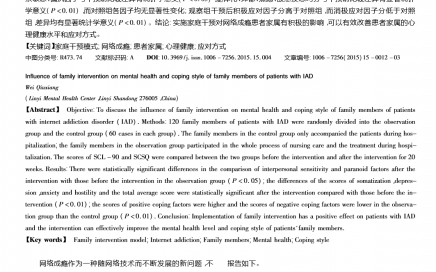 学意义(P<0.01),而对照组各因子均无显著性变化;观察组干预后积极应对因子分高于对照组,而消极应对因子分低于对照
组,差异均有显著统计学意义(P<0.01)。结论:实施家庭干预对网络成瘾患者家属有积极的影响,可以有效改善患者家属的心
理健康水平和应对方式。
【关键词】家庭干预模式;网络成瘾;患者家属;心理健康;应对方式
中图分类号: R473.74 文献标识码: A DOI: 10.3969/j.issn.1006-7256.2015.15.004 文章编号: 1006-7256(2015)15-0012-03
Influence of family intervention on mental health and coping style of family members of patients with IAD
Wei Qiaoxiang
(Linyi Mental Health Center Linyi Shandong 276005 China)
【Abstract】 Objective: To discuss the influence of family intervention on mental health and coping style of family members of patients
with internet addiction disorder (IAD). Methods: 120 family members of patients with IAD were randomly divided into the observation
group and the control group (60 cases in each group). The family members in the control group only accompanied the patients during hos-
pitalization, the family members in the observation group participated in the whole process of nursing care and the treatment during hospi-
talization. The scores of SCL-90 and SCSQ were compared between the two groups before the intervention and after the intervention for 20
weeks. Results: There were statistically significant differences in the comparison of interpersonal sensitivity and paranoid factors after the
intervention with those before the intervention in the observation group (P<0.05); the differences of the scores of somatization, depres-
sion, anxiety and hostility and the total average score were statistically significant after the intervention compared with those before the in-
tervention (P<0.01); the scores of positive coping factors were higher and the scores of negative coping factors were lower in the observa-
tion group than the control group (P<0.01). Conclusion: Implementation of family intervention has a positive effect on patients with IAD
and the intervention can effectively improve the mental health level and coping style of patients' family members.
【Key words】 Family intervention model; Internet addiction; Family members; Mental health; Coping style
网络成瘾作为一种随网络技术而不断发展的新问题,不 报告如下。